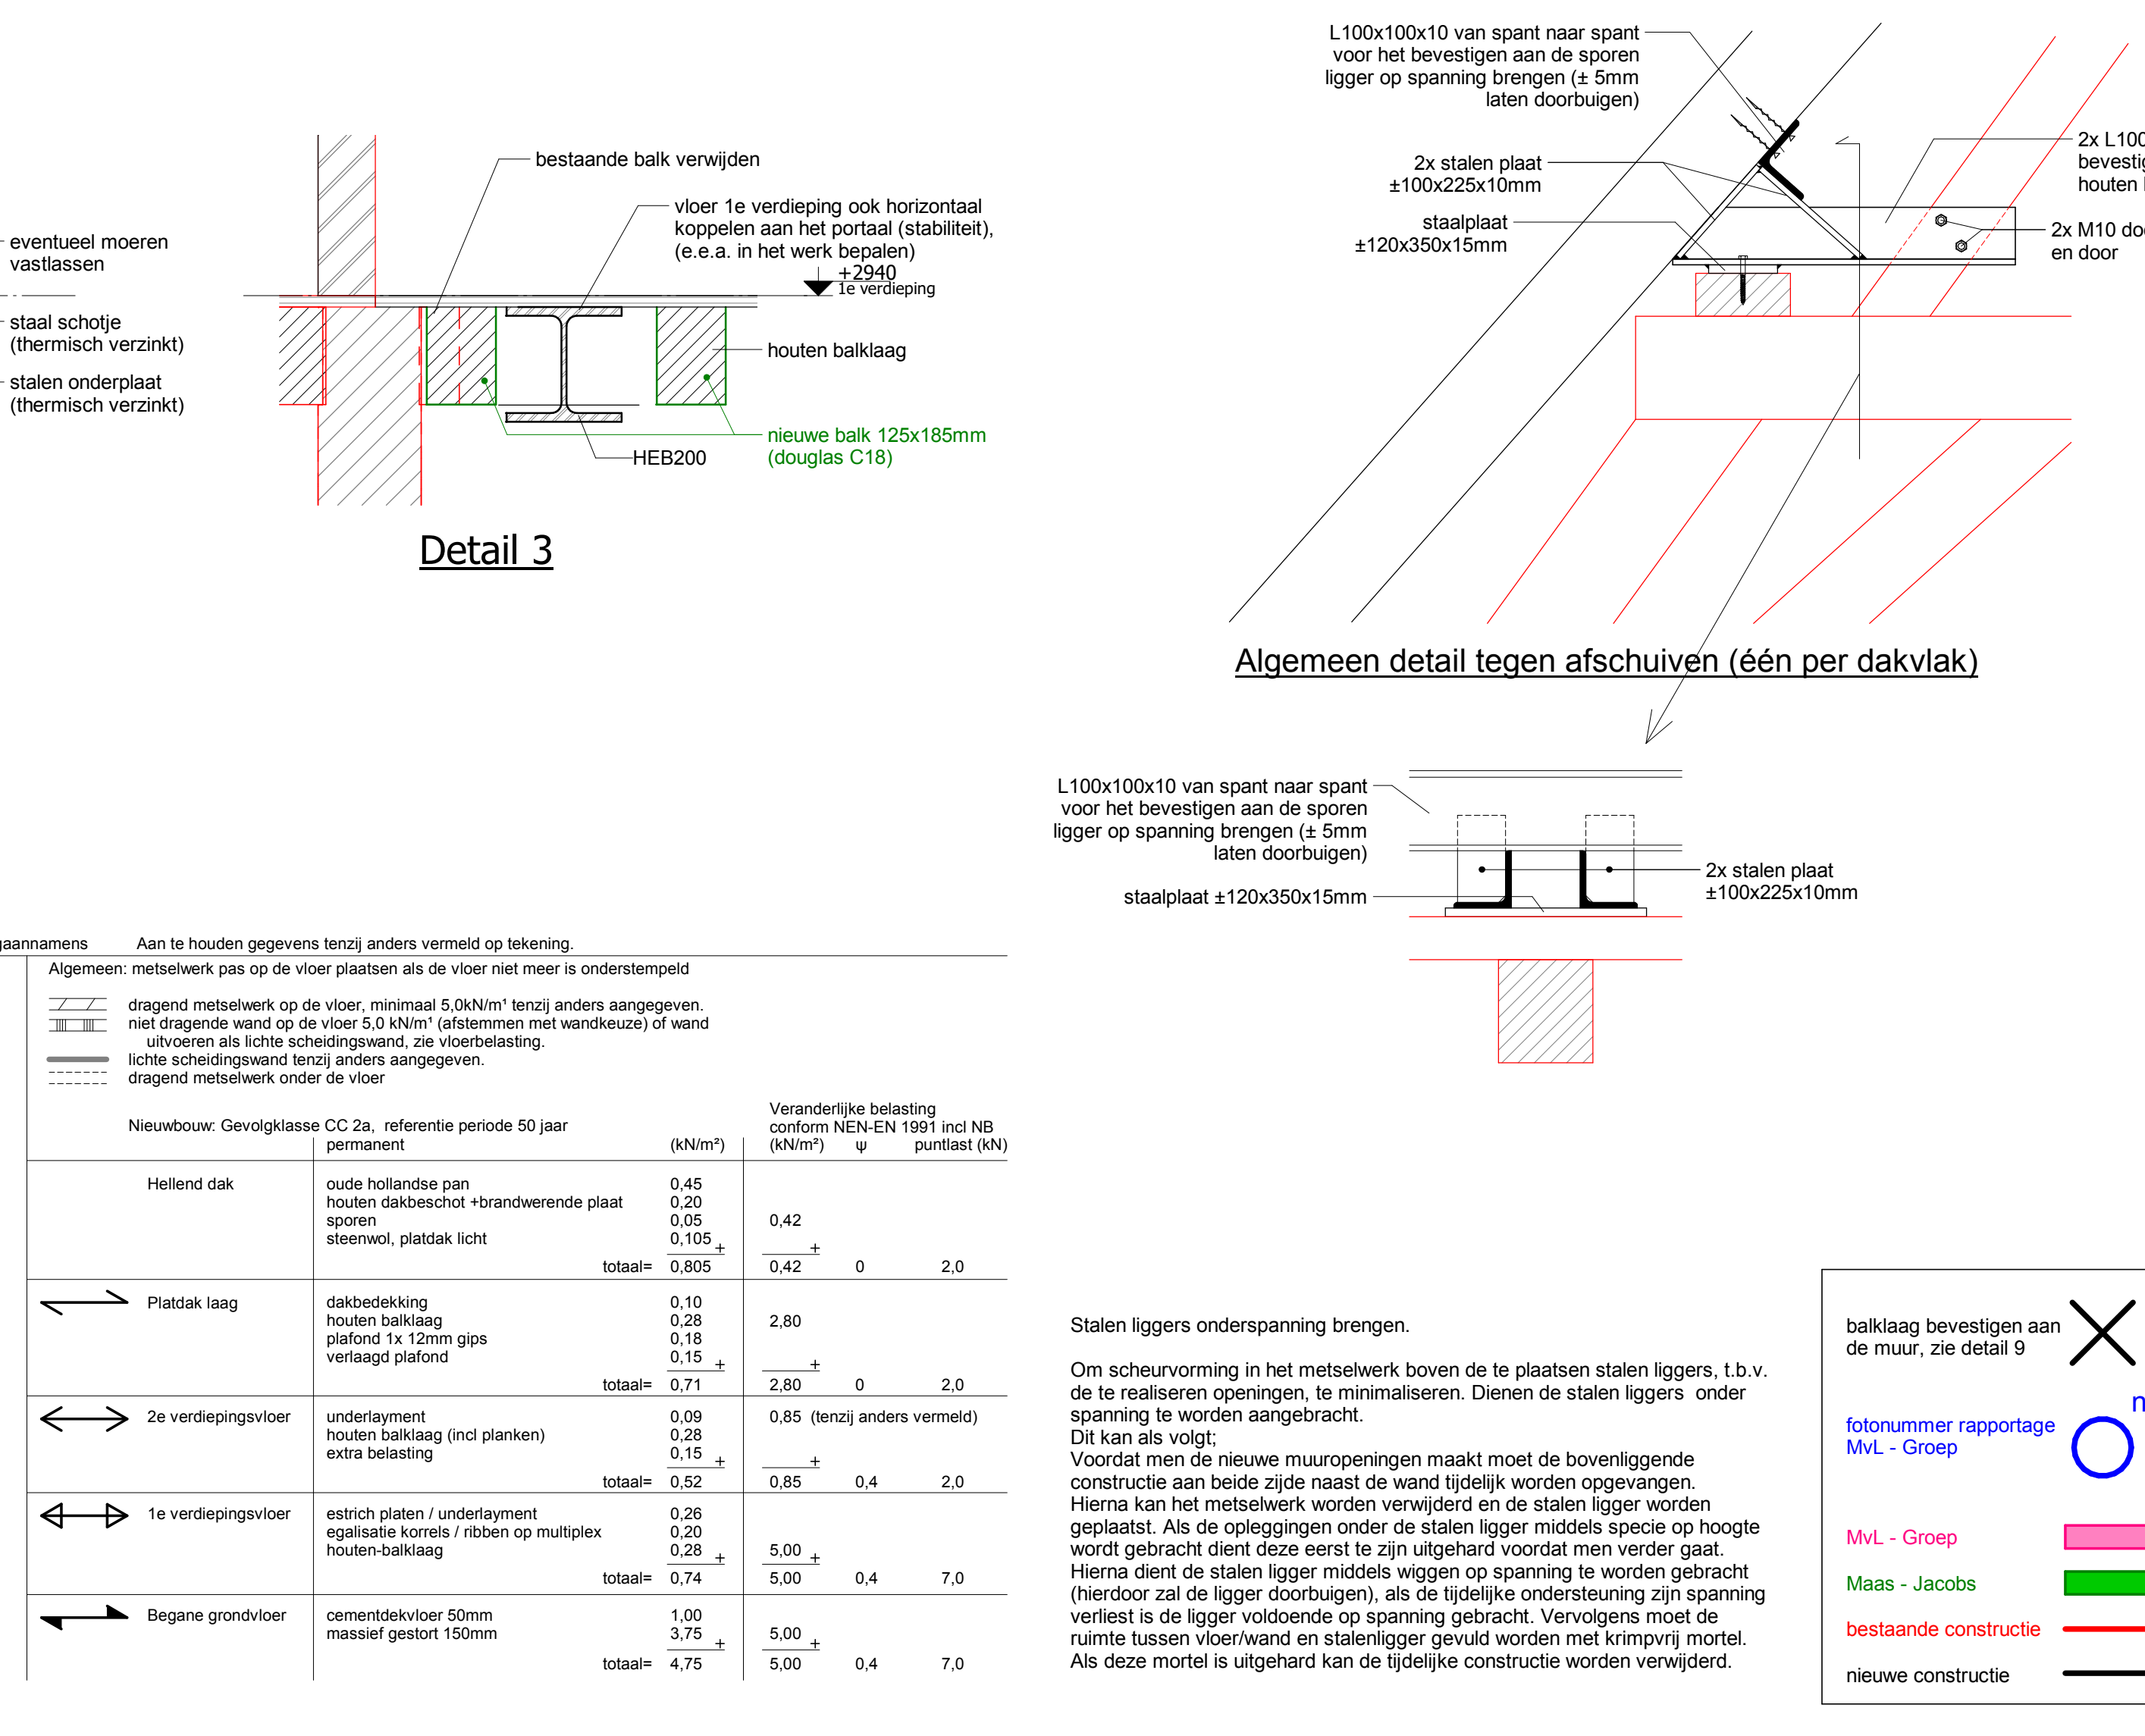 eventueel moeren
vastlassen
staal schotje
(thermisch verzinkt)
stalen onderplaat
(thermisch verzinkt)
bestaande balk verwijden
vloer 1e verdieping ook horizontaal
koppelen aan het portaal (stabiliteit),
(e.e.a. in het werk bepalen)
+2940
1e verdieping
houten balklaag
nieuwe balk 125x185mm
(douglas C18)
HEB200
Detail 3
L100x100x10 van spant naar spant
voor het bevestigen aan de sporen
ligger op spanning brengen (± 5mm
laten doorbuigen)
2x stalen plaat
±100x225x10mm
staalplaat
±120x350x15mm
2x L100
bevesti
houten
2x M10 do
en door
Algemeen detail tegen afschuiven (één per dakvlak)
L100x100x10 van spant naar spant
voor het bevestigen aan de sporen
ligger op spanning brengen (± 5mm
laten doorbuigen)
staalplaat ±120x350x15mm
2x stalen plaat
±100x225x10mm
gaannamens Aan te houden gegevens tenzij anders vermeld op tekening.
Algemeen: metselwerk pas op de vloer plaatsen als de vloer niet meer is onderstempeld
dragend metselwerk op de vloer, minimaal 5,0kN/m¹ tenzij anders aangegeven.
niet dragende wand op de vloer 5,0 kN/m¹ (afstemmen met wandkeuze) of wand
uitvoeren als lichte scheidingswand, zie vloerbelasting.
lichte scheidingswand tenzij anders aangegeven.
dragend metselwerk onder de vloer
Veranderlijke belasting
Nieuwbouw: Gevolgklasse CC 2a, referentie periode 50 jaar conform NEN-EN 1991 incl NB
permanent (kN/m²) (kN/m²) ψ puntlast (kN)
Hellend dak oude hollandse pan 0,45
houten dakbeschot +brandwerende plaat 0,20
sporen 0,05 0,42
steenwol, platdak licht 0,105 + +
totaal= 0,805 0,42 0 2,0
Platdak laag dakbedekking 0,10
houten balklaag 0,28 2,80
plafond 1x 12mm gips 0,18
verlaagd plafond 0,15 + +
totaal= 0,71 2,80 0 2,0
2e verdiepingsvloer underlayment 0,09 0,85 (tenzij anders vermeld)
houten balklaag (incl planken) 0,28
extra belasting 0,15 + +
totaal= 0,52 0,85 0,4 2,0
1e verdiepingsvloer estrich platen / underlayment 0,26
egalisatie korrels / ribben op multiplex 0,20
houten-balklaag 0,28 + 5,00 +
totaal= 0,74 5,00 0,4 7,0
Begane grondvloer cementdekvloer 50mm 1,00
massief gestort 150mm 3,75 + 5,00 +
totaal= 4,75 5,00 0,4 7,0
Stalen liggers onderspanning brengen.
Om scheurvorming in het metselwerk boven de te plaatsen stalen liggers, t.b.v.
de te realiseren openingen, te minimaliseren. Dienen de stalen liggers onder
spanning te worden aangebracht.
Dit kan als volgt;
Voordat men de nieuwe muuropeningen maakt moet de bovenliggende
constructie aan beide zijde naast de wand tijdelijk worden opgevangen.
Hierna kan het metselwerk worden verwijderd en de stalen ligger worden
geplaatst. Als de opleggingen onder de stalen ligger middels specie op hoogte
wordt gebracht dient deze eerst te zijn uitgehard voordat men verder gaat.
Hierna dient de stalen ligger middels wiggen op spanning te worden gebracht
(hierdoor zal de ligger doorbuigen), als de tijdelijke ondersteuning zijn spanning
verliest is de ligger voldoende op spanning gebracht. Vervolgens moet de
ruimte tussen vloer/wand en stalenligger gevuld worden met krimpvrij mortel.
Als deze mortel is uitgehard kan de tijdelijke constructie worden verwijderd.
balklaag bevestigen aan
de muur, zie detail 9
n
fotonummer rapportage
MvL - Groep
MvL - Groep
Maas - Jacobs
bestaande constructie
nieuwe constructie